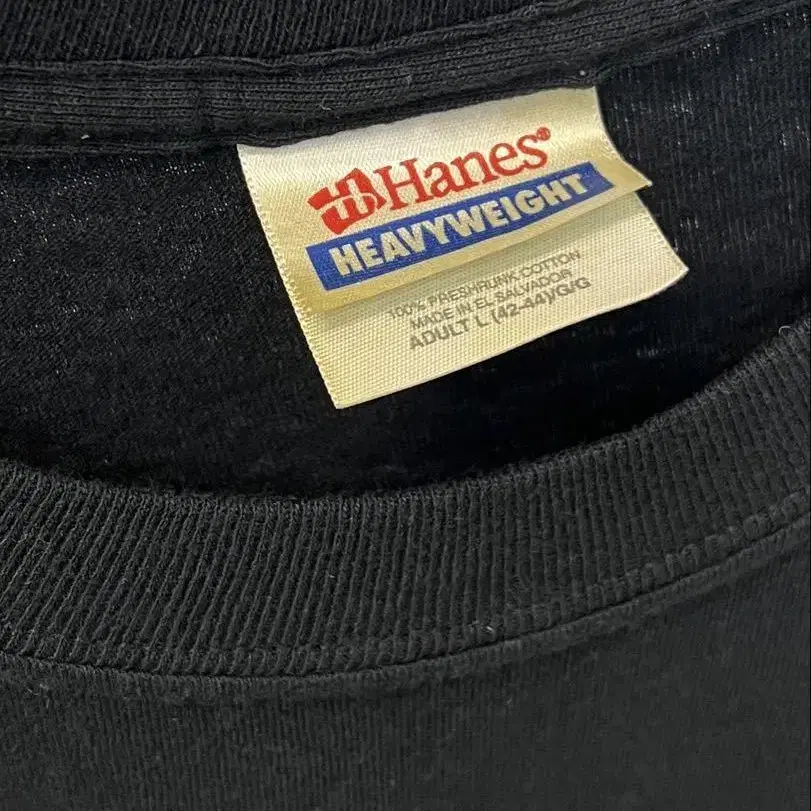 Hanes®
HEAVYWEIGHT
100% PRESHRUNK COTTON
MADE IN EL SALVADOR
ADULT L (42-44)/G/G